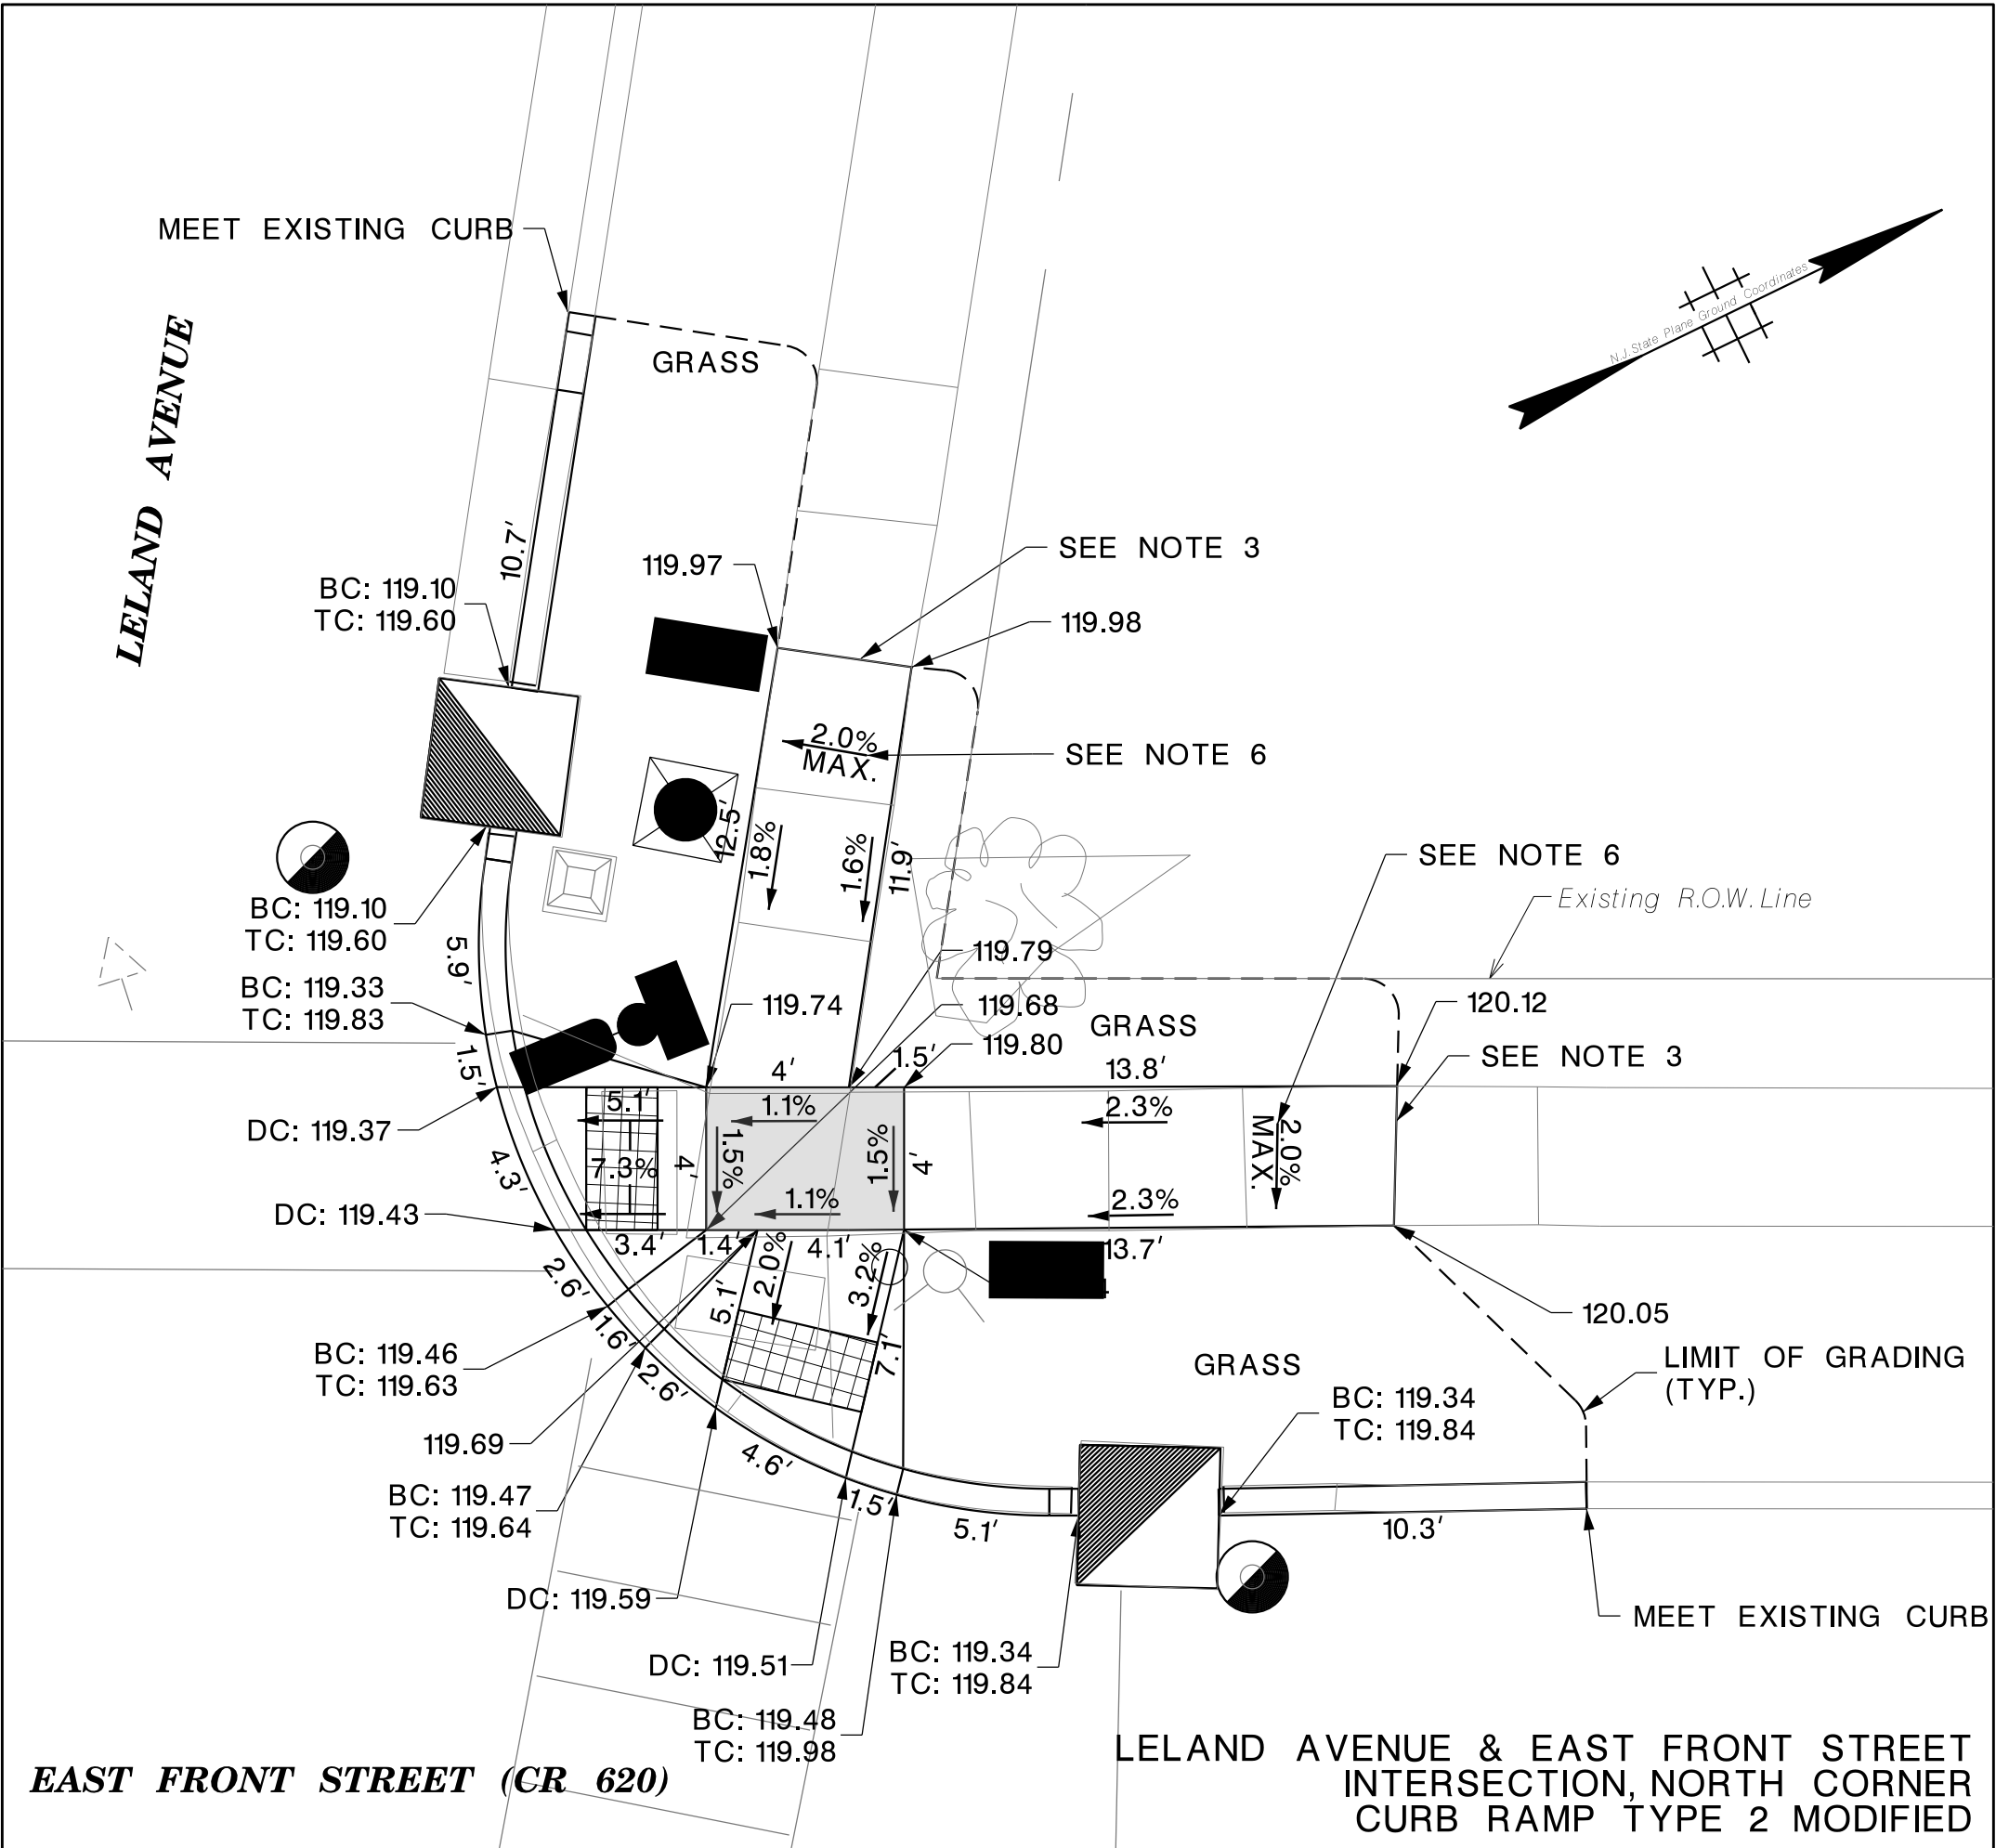 MEET EXISTING CURB
GRASS
LELAND AVENUE
N.J. State Plane Ground Coordinates
10.7'
119.97
SEE NOTE 3
BC: 119.10
TC: 119.60
119.98
2.0%
MAX.
SEE NOTE 6
12.5'
1.8%
1.6%
11.9'
SEE NOTE 6
Existing R.O.W. Line
BC: 119.10
TC: 119.60
5.9'
119.79
BC: 119.33
TC: 119.83
119.74
119.68
120.12
GRASS
119.80
1.5'
1.5'
SEE NOTE 3
4'
13.8'
5.1'
1.1%
2.3%
DC: 119.37
1.5%
1.5%
2.0%
MAX.
4.3'
7.3%
4'
4'
1.1%
2.3%
DC: 119.43
3.4'
1.4'
4.1'
13.7'
2.0%
3.2%
2.6'
5.1'
120.05
1.6'
BC: 119.46
TC: 119.63
7.1'
GRASS
LIMIT OF GRADING
(TYP.)
2.6'
BC: 119.34
TC: 119.84
119.69
4.6'
BC: 119.47
TC: 119.64
1.5'
5.1'
10.3'
DC: 119.59
MEET EXISTING CURB
DC: 119.51
BC: 119.34
TC: 119.84
BC: 119.48
TC: 119.98
EAST FRONT STREET (CR 620)
LELAND AVENUE & EAST FRONT STREET
INTERSECTION, NORTH CORNER
CURB RAMP TYPE 2 MODIFIED